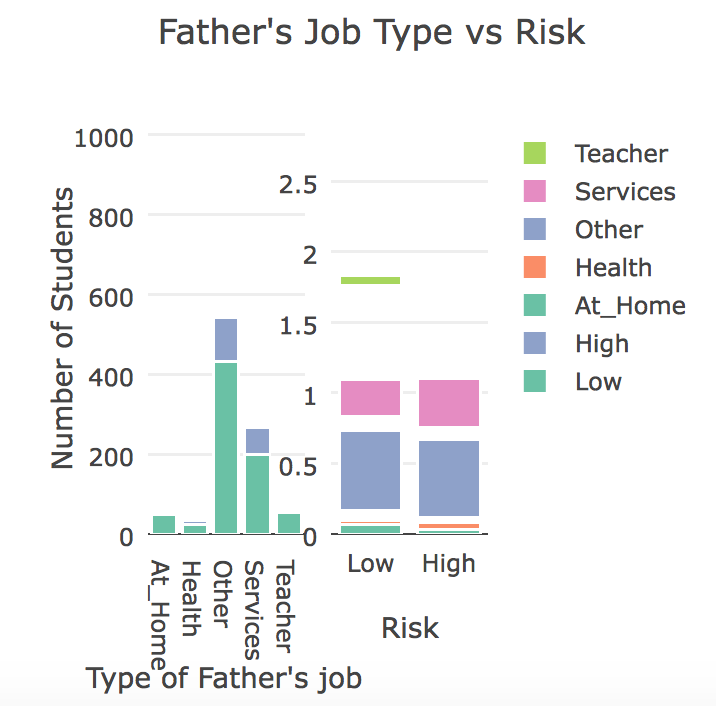 Father's Job Type vs Risk
Number of Students
1000
800
600
400
200
0
At_Home
Health
Other
Services
Teacher
Type of Father's job
2.5
2
1.5
1
0.5
0
Low
High
Risk
Teacher
Services
Other
Health
At_Home
High
Low